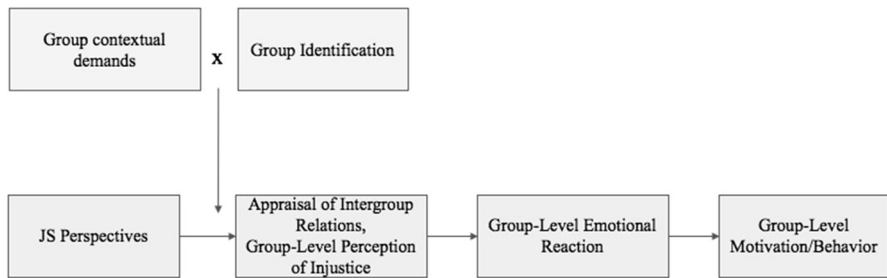 Group contextual
demands
x
Group Identification
JS Perspectives
Appraisal of Intergroup
Relations,
Group-Level Perception
of Injustice
Group-Level Emotional
Reaction
Group-Level
Motivation/Behavior